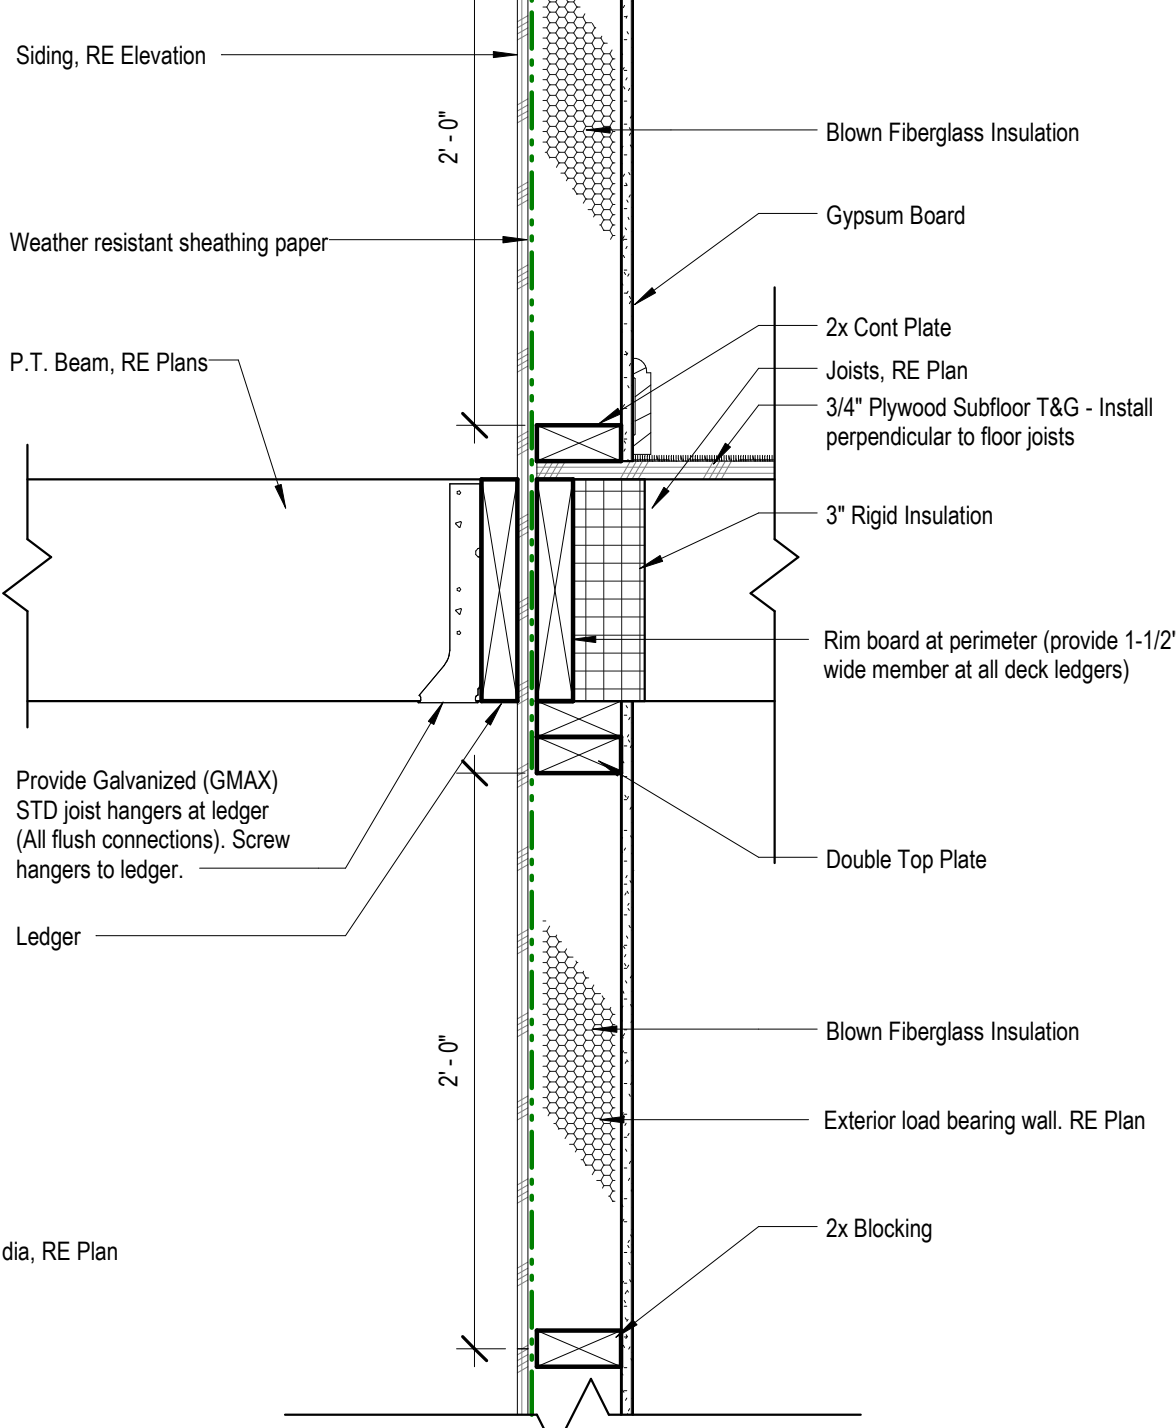 Siding, RE Elevation
2' - 0"
Blown Fiberglass Insulation
Gypsum Board
Weather resistant sheathing paper
2x Cont Plate
P.T. Beam, RE Plans
Joists, RE Plan
3/4" Plywood Subfloor T&G - Install
perpendicular to floor joists
3" Rigid Insulation
Rim board at perimeter (provide 1-1/2"
wide member at all deck ledgers)
Provide Galvanized (GMAX)
STD joist hangers at ledger
(All flush connections). Screw
hangers to ledger.
Double Top Plate
Ledger
Blown Fiberglass Insulation
2' - 0"
Exterior load bearing wall. RE Plan
2x Blocking
dia, RE Plan